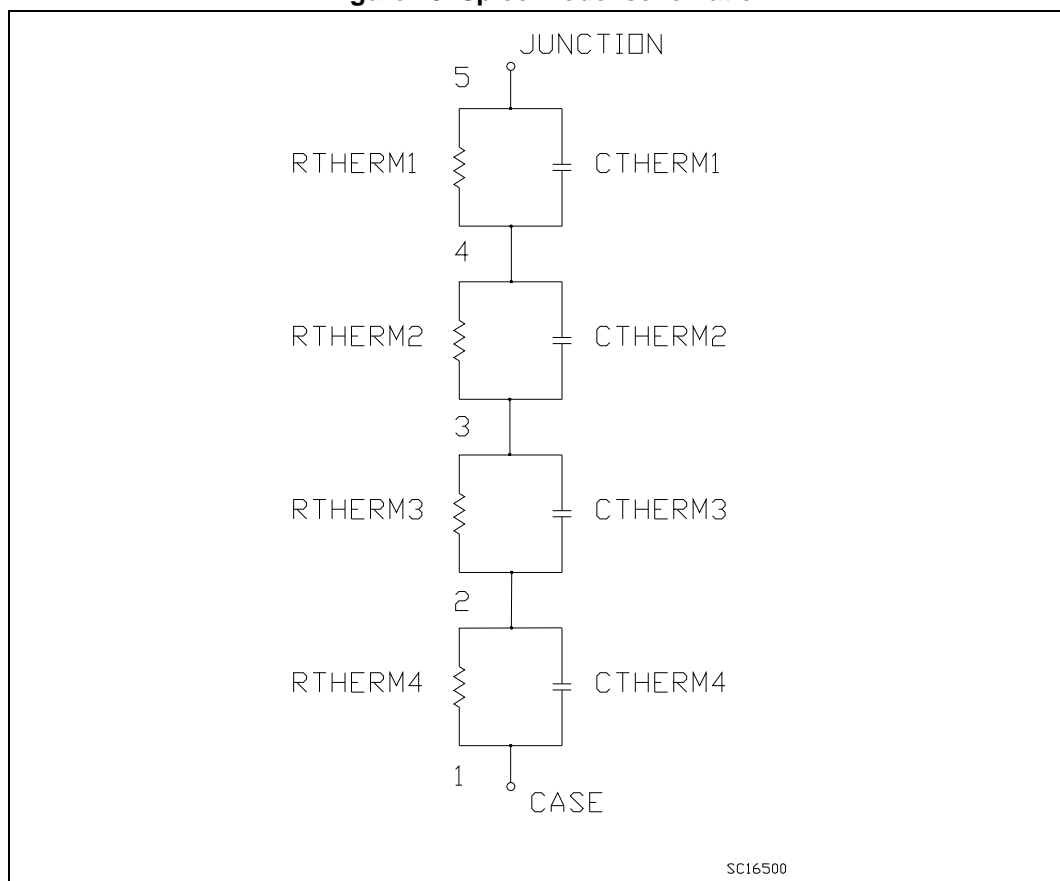 JUNCTION
5
RTHERM1 CTHERM1
4
RTHERM2 CTHERM2
3
RTHERM3 CTHERM3
2
RTHERM4 CTHERM4
1
CASE
SC16500